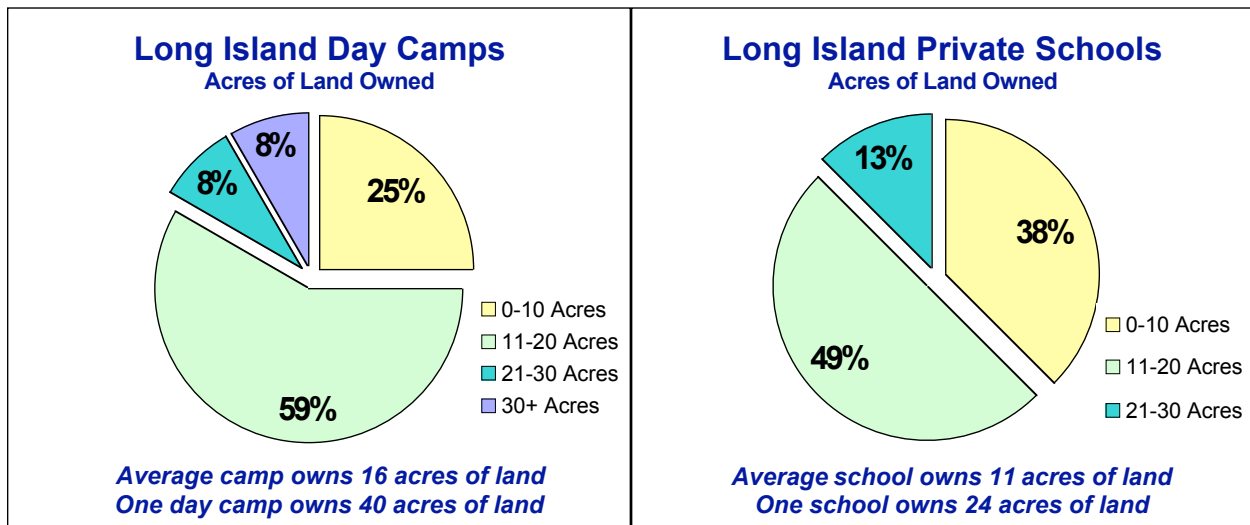 Long Island Day Camps
Acres of Land Owned
8%
8%
25%
59%
0-10 Acres
11-20 Acres
21-30 Acres
30+ Acres
Average camp owns 16 acres of land
One day camp owns 40 acres of land
Long Island Private Schools
Acres of Land Owned
13%
38%
49%
0-10 Acres
11-20 Acres
21-30 Acres
Average school owns 11 acres of land
One school owns 24 acres of land